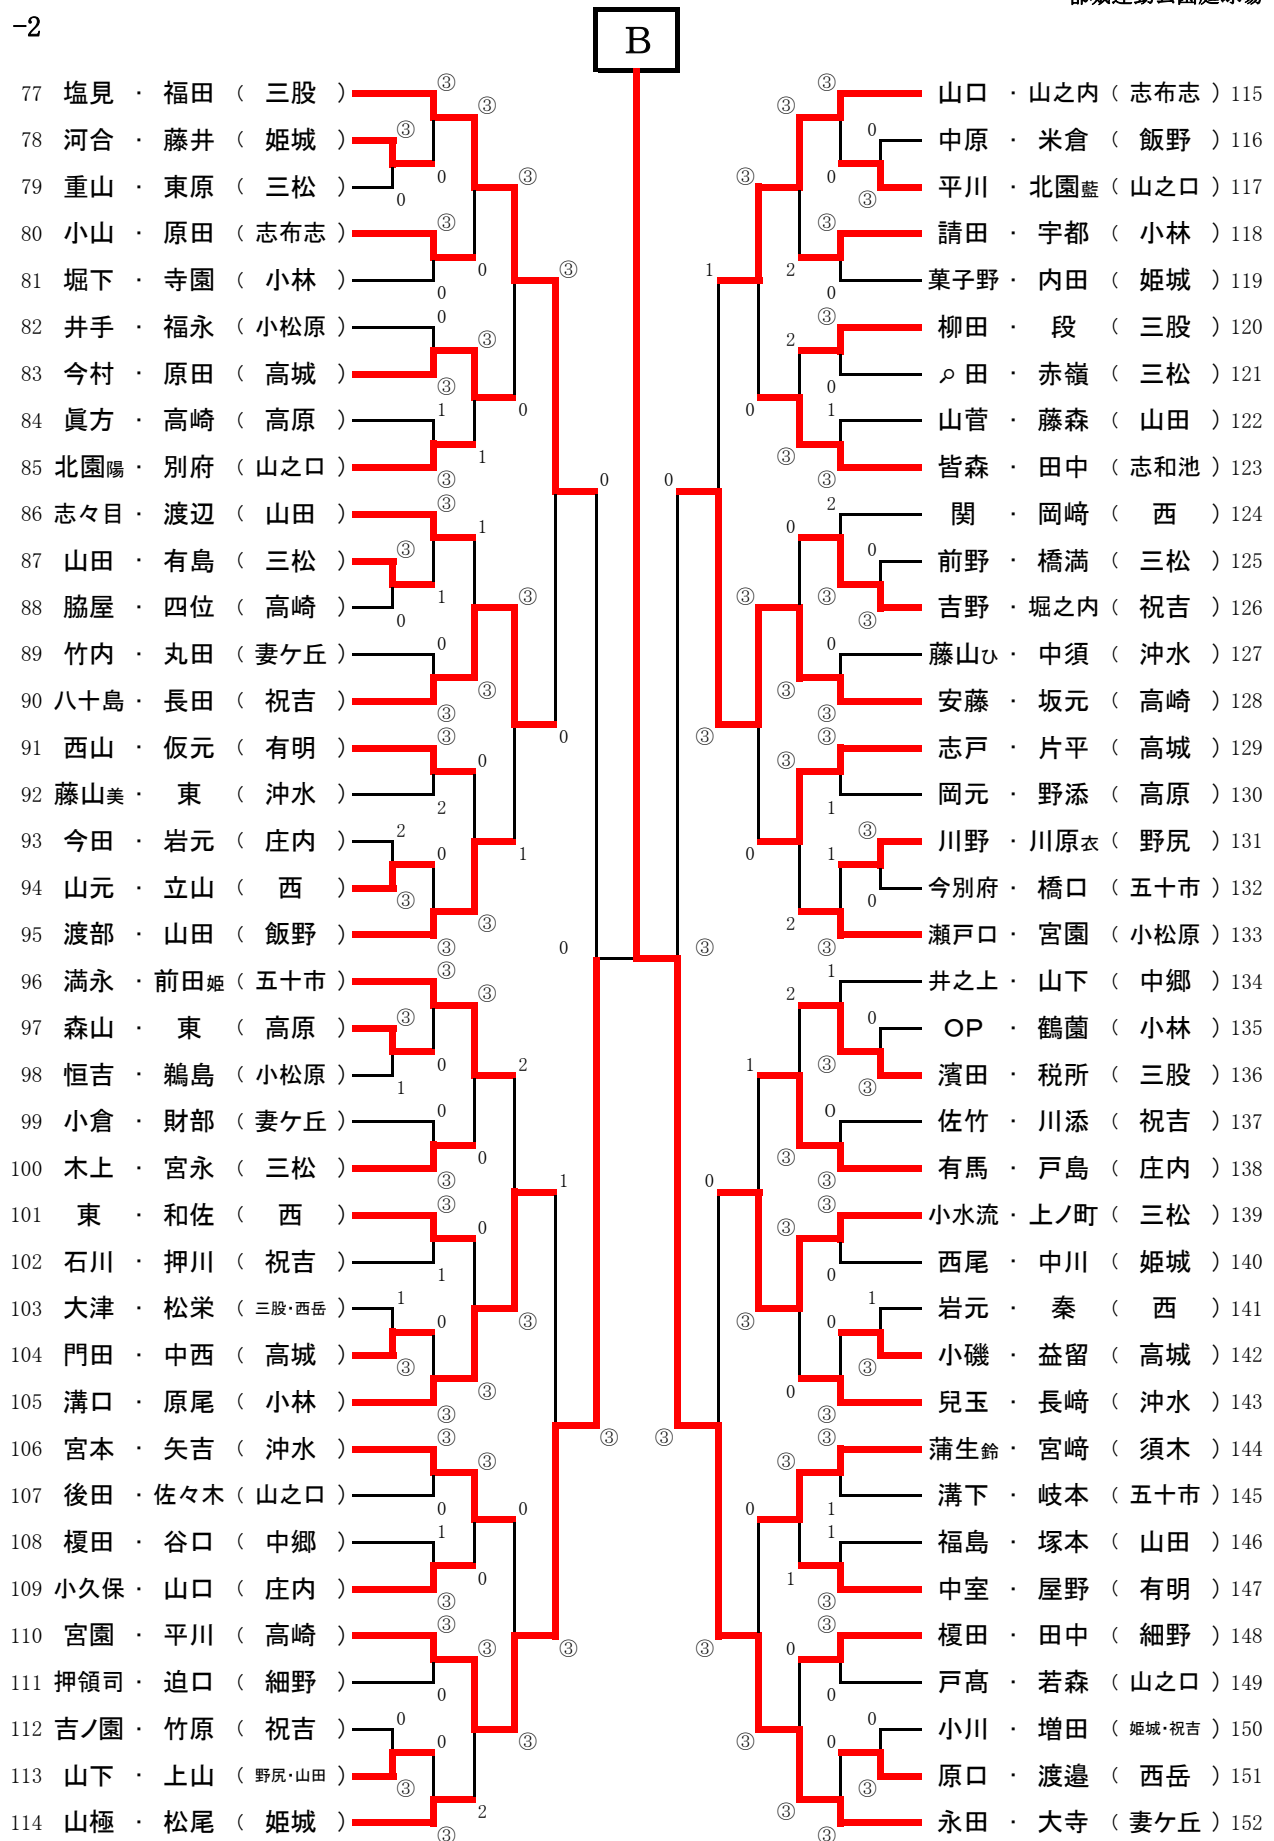 -2
B
77 塩見 ・ 福田 （ 三股 ）
78 河合 ・ 藤井 （ 姫城 ）
79 重山 ・ 東原 （ 三松 ）
80 小山 ・ 原田 （ 志布志 ）
81 堀下 ・ 寺園 （ 小林 ）
82 井手 ・ 福永 （ 小松原 ）
83 今村 ・ 原田 （ 高城 ）
84 眞方 ・ 高崎 （ 高原 ）
85 北園陽 ・ 別府 （ 山之口 ）
86 志々目 ・ 渡辺 （ 山田 ）
87 山田 ・ 有島 （ 三松 ）
88 脇屋 ・ 四位 （ 高崎 ）
89 竹内 ・ 丸田 （ 妻ケ丘 ）
90 八十島 ・ 長田 （ 祝吉 ）
91 西山 ・ 仮元 （ 有明 ）
92 藤山美 ・ 東 （ 沖水 ）
93 今田 ・ 岩元 （ 庄内 ）
94 山元 ・ 立山 （ 西 ）
95 渡部 ・ 山田 （ 飯野 ）
96 満永 ・ 前田姫 （ 五十市 ）
97 森山 ・ 東 （ 高原 ）
98 恒吉 ・ 鵜島 （ 小松原 ）
99 小倉 ・ 財部 （ 妻ケ丘 ）
100 木上 ・ 宮永 （ 三松 ）
101 東 ・ 和佐 （ 西 ）
102 石川 ・ 押川 （ 祝吉 ）
103 大津 ・ 松栄 （ 三股・西岳 ）
104 門田 ・ 中西 （ 高城 ）
105 溝口 ・ 原尾 （ 小林 ）
106 宮本 ・ 矢吉 （ 沖水 ）
107 後田 ・ 佐々木 （ 山之口 ）
108 榎田 ・ 谷口 （ 中郷 ）
109 小久保 ・ 山口 （ 庄内 ）
110 宮園 ・ 平川 （ 高崎 ）
111 押領司 ・ 迫口 （ 細野 ）
112 吉ノ園 ・ 竹原 （ 祝吉 ）
113 山下 ・ 上山 （ 野尻・山田 ）
114 山極 ・ 松尾 （ 姫城 ）
山口 ・ 山之内 （ 志布志 ） 115
中原 ・ 米倉 （ 飯野 ） 116
平川 ・ 北園藍 （ 山之口 ） 117
請田 ・ 宇都 （ 小林 ） 118
菓子野 ・ 内田 （ 姫城 ） 119
柳田 ・ 段 （ 三股 ） 120
田 ・ 赤嶺 （ 三松 ） 121
山菅 ・ 藤森 （ 山田 ） 122
皆森 ・ 田中 （ 志和池 ） 123
関 ・ 岡﨑 （ 西 ） 124
前野 ・ 橋満 （ 三松 ） 125
吉野 ・ 堀之内 （ 祝吉 ） 126
藤山ひ ・ 中須 （ 沖水 ） 127
安藤 ・ 坂元 （ 高崎 ） 128
志戸 ・ 片平 （ 高城 ） 129
岡元 ・ 野添 （ 高原 ） 130
川野 ・ 川原衣 （ 野尻 ） 131
今別府 ・ 橋口 （ 五十市 ） 132
瀬戸口 ・ 宮園 （ 小松原 ） 133
井之上 ・ 山下 （ 中郷 ） 134
OP ・ 鶴薗 （ 小林 ） 135
濱田 ・ 税所 （ 三股 ） 136
佐竹 ・ 川添 （ 祝吉 ） 137
有馬 ・ 戸島 （ 庄内 ） 138
小水流 ・ 上ノ町 （ 三松 ） 139
西尾 ・ 中川 （ 姫城 ） 140
岩元 ・ 秦 （ 西 ） 141
小磯 ・ 益留 （ 高城 ） 142
兒玉 ・ 長﨑 （ 沖水 ） 143
蒲生鈴 ・ 宮﨑 （ 須木 ） 144
溝下 ・ 岐本 （ 五十市 ） 145
福島 ・ 塚本 （ 山田 ） 146
中室 ・ 屋野 （ 有明 ） 147
榎田 ・ 田中 （ 細野 ） 148
戸髙 ・ 若森 （ 山之口 ） 149
小川 ・ 増田 （ 姫城・祝吉 ） 150
原口 ・ 渡邉 （ 西岳 ） 151
永田 ・ 大寺 （ 妻ケ丘 ） 152